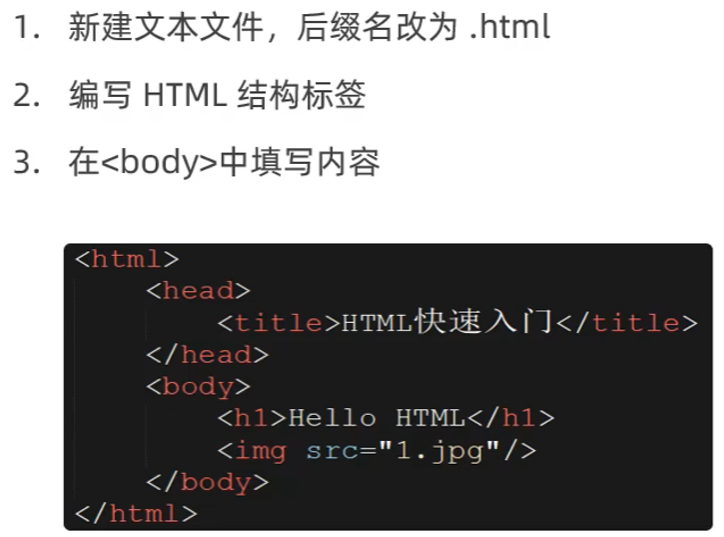 1. 新建文本文件，后缀名改为 .html
2. 编写 HTML 结构标签
3. 在<body>中填写内容
<html>
    <head>
        <title>HTML快速入门</title>
    </head>
    <body>
        <h1>Hello HTML</h1>
        <img src="1.jpg"/>
    </body>
</html>